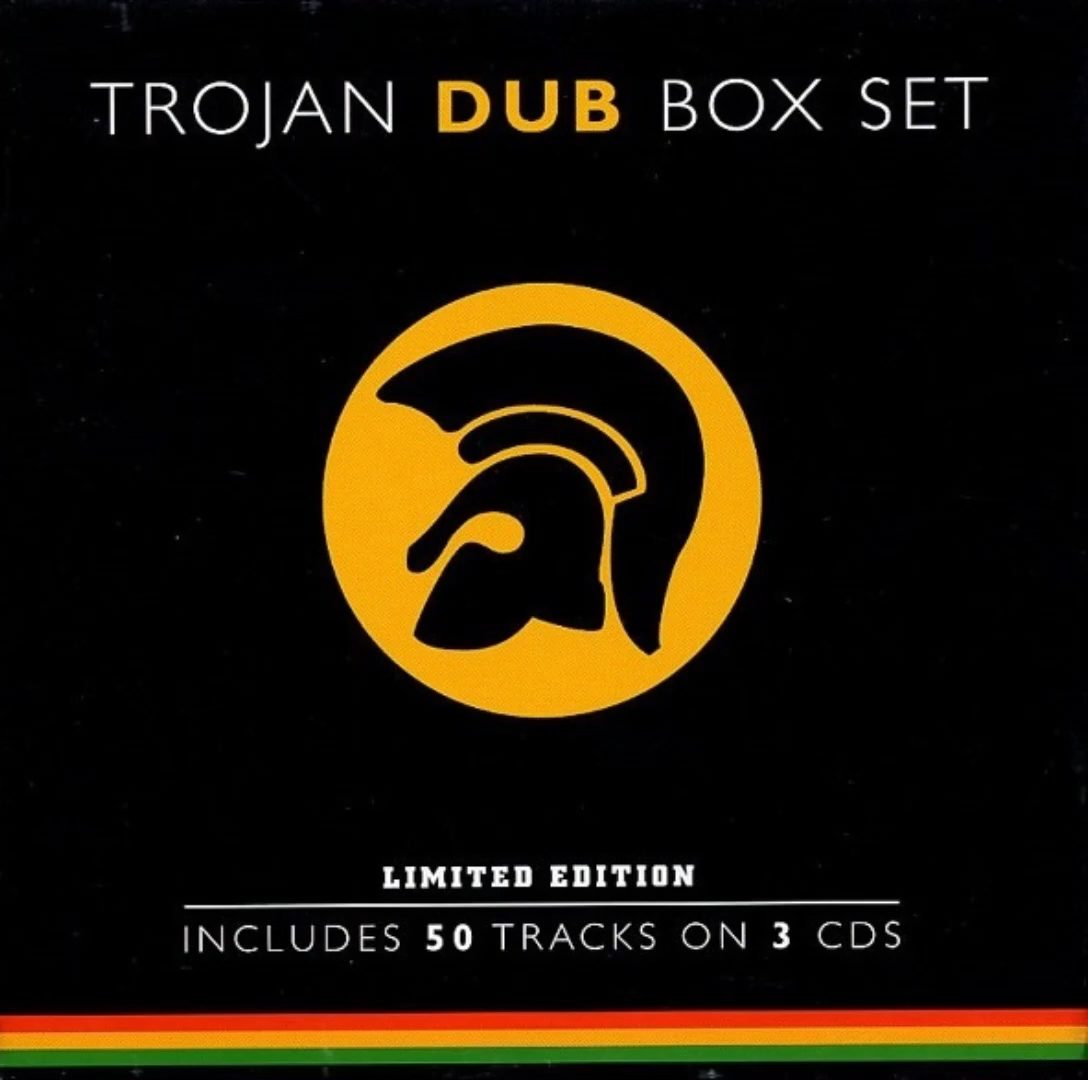 TROJAN DUB BOX SET
LIMITED EDITION
INCLUDES 50 TRACKS ON 3 CDS